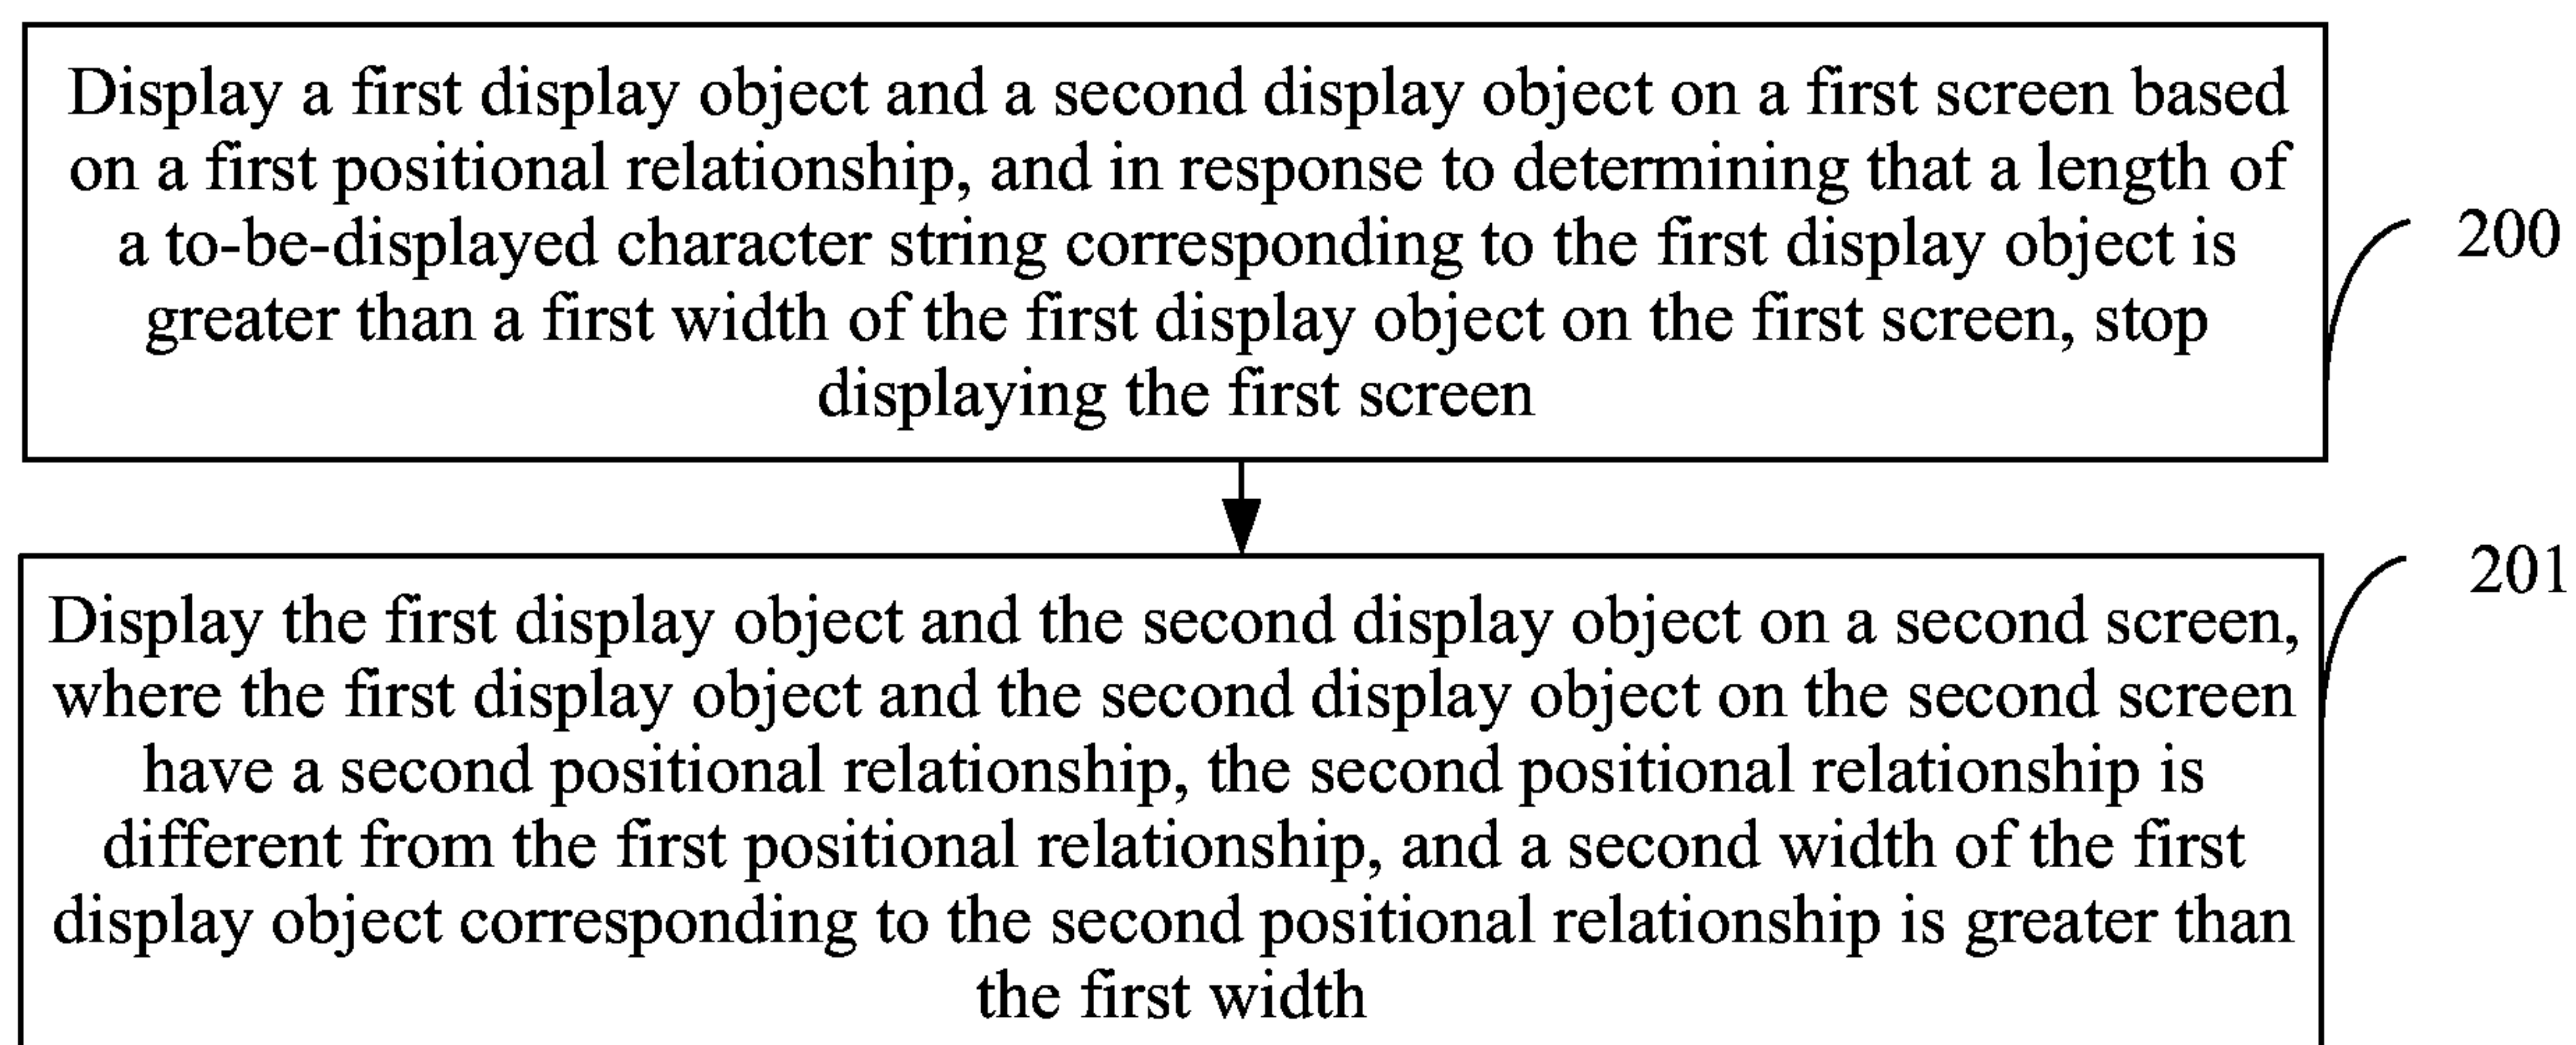 Display a first display object and a second display object on a first screen based
on a first positional relationship, and in response to determining that a length of
a to-be-displayed character string corresponding to the first display object is
greater than a first width of the first display object on the first screen, stop
displaying the first screen
200
Display the first display object and the second display object on a second screen,
where the first display object and the second display object on the second screen
have a second positional relationship, the second positional relationship is
different from the first positional relationship, and a second width of the first
display object corresponding to the second positional relationship is greater than
the first width
201